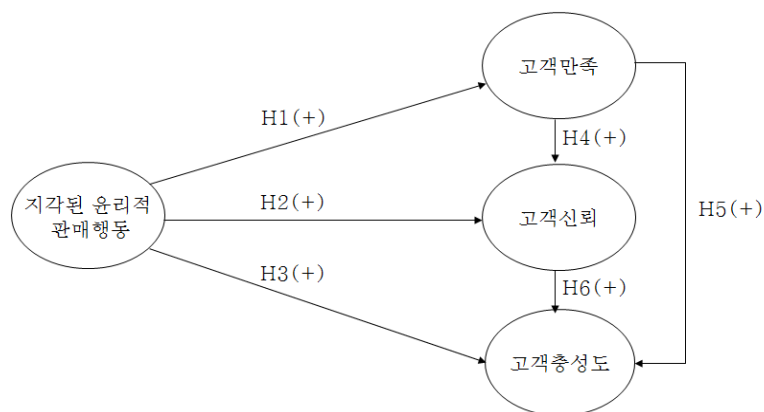 고객만족
H1(+)
H4(+)
지각된 윤리적
판매행동
H2(+)
고객신뢰
H5(+)
H3(+)
H6(+)
고객충성도